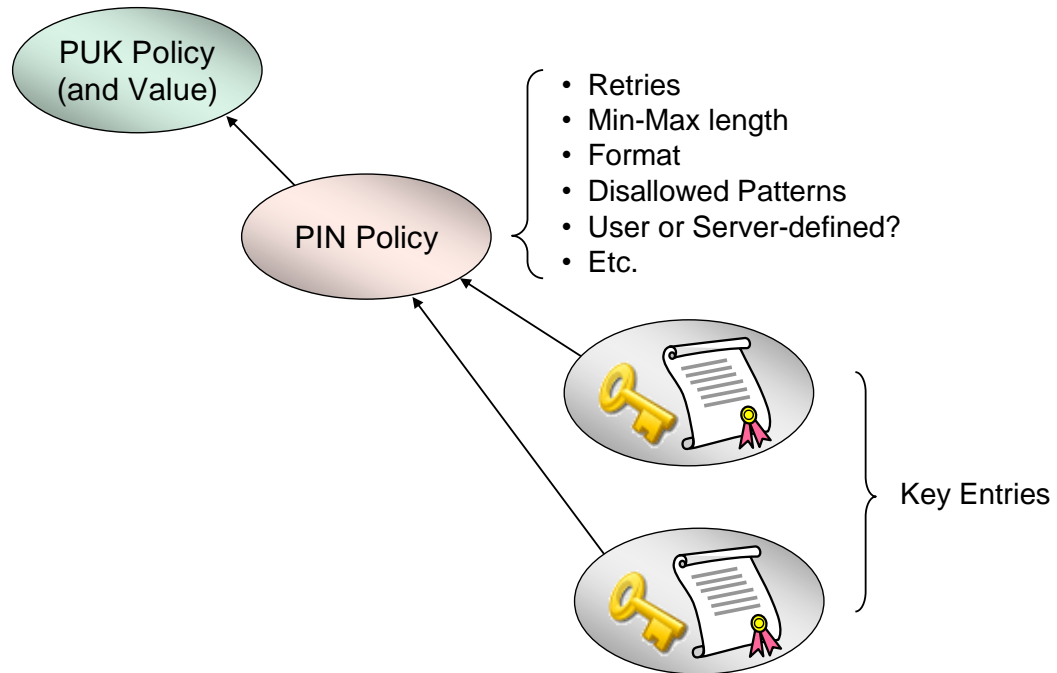 PUK Policy
(and Value)
• Retries
• Min-Max length
• Format
• Disallowed Patterns
• User or Server-defined?
• Etc.
PIN Policy
Key Entries